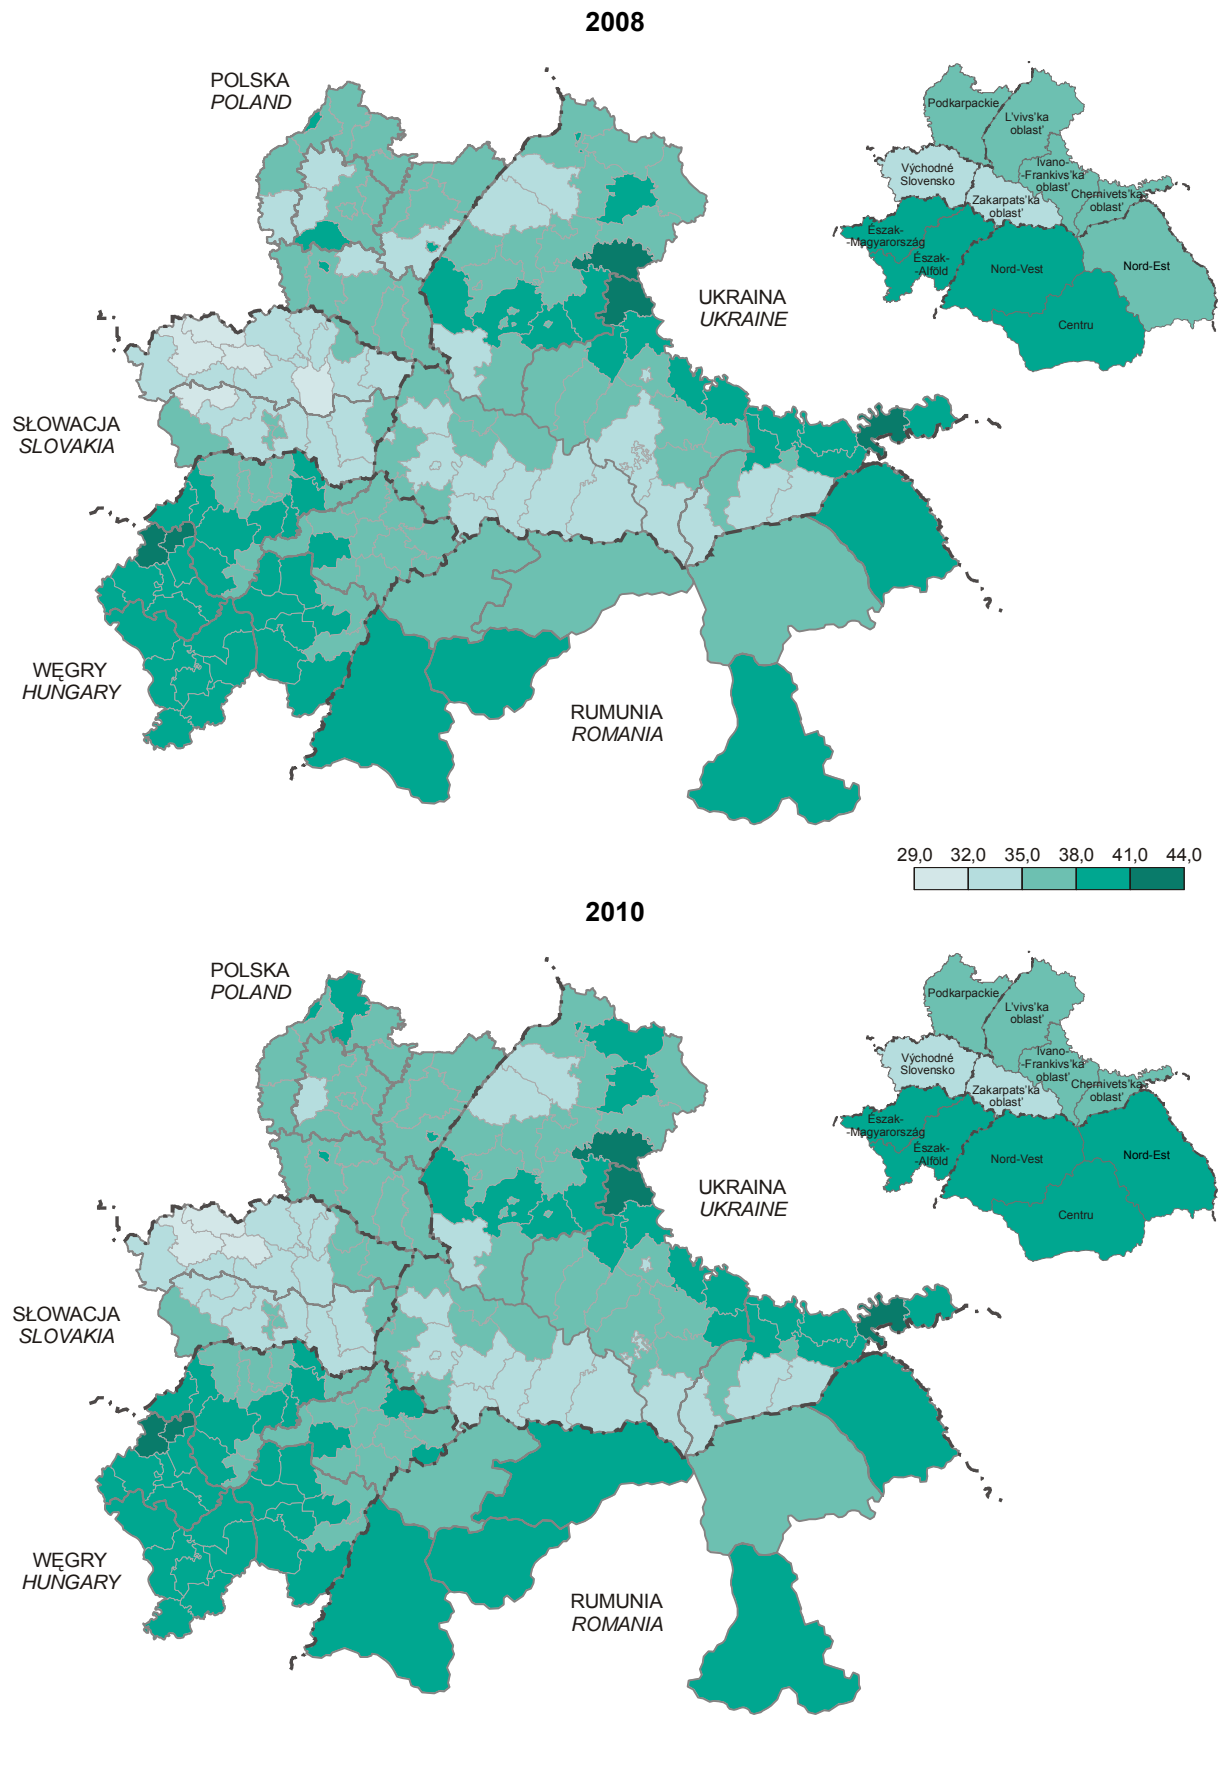 2008
POLSKA
POLAND
UKRAINA
UKRAINE
SŁOWACJA
SLOVAKIA
WĘGRY
HUNGARY
RUMUNIA
ROMANIA
Podkarpackie
L'vivs'ka
oblast'
Východné
Slovensko
Ivano-
-Frankivs'ka
oblast'
Zakarpats'ka
oblast'
Chernivets'ka
oblast'
Észak-
-Magyarország
Észak-
-Alföld
Nord-Vest
Nord-Est
Centru
29,0 32,0 35,0 38,0 41,0 44,0
2010
POLSKA
POLAND
UKRAINA
UKRAINE
SŁOWACJA
SLOVAKIA
WĘGRY
HUNGARY
RUMUNIA
ROMANIA
Podkarpackie
L'vivs'ka
oblast'
Východné
Slovensko
Ivano-
-Frankivs'ka
oblast'
Zakarpats'ka
oblast'
Chernivets'ka
oblast'
Észak-
-Magyarország
Észak-
-Alföld
Nord-Vest
Nord-Est
Centru